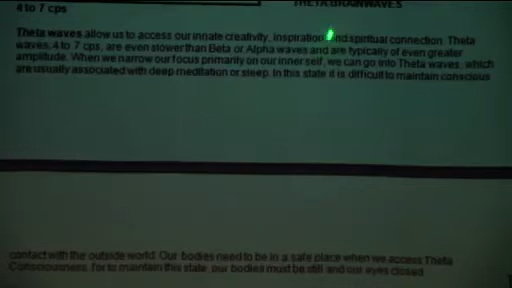 THETA BRAINWAVES
4 to 7 cps
Theta waves allow us to access our innate creativity, inspiration and spiritual connection. Theta
waves, 4 to 7 cps, are even slower than Beta or Alpha waves and are typically of even greater
amplitude. When we narrow our focus primarily on our inner self, we can go into Theta waves, which
are usually associated with deep meditation or sleep. In this state it is difficult to maintain conscious
contact with the outside world. Our bodies need to be in a safe place when we access Theta
Consciousness, for to maintain this state, our bodies must be still and our eyes closed.